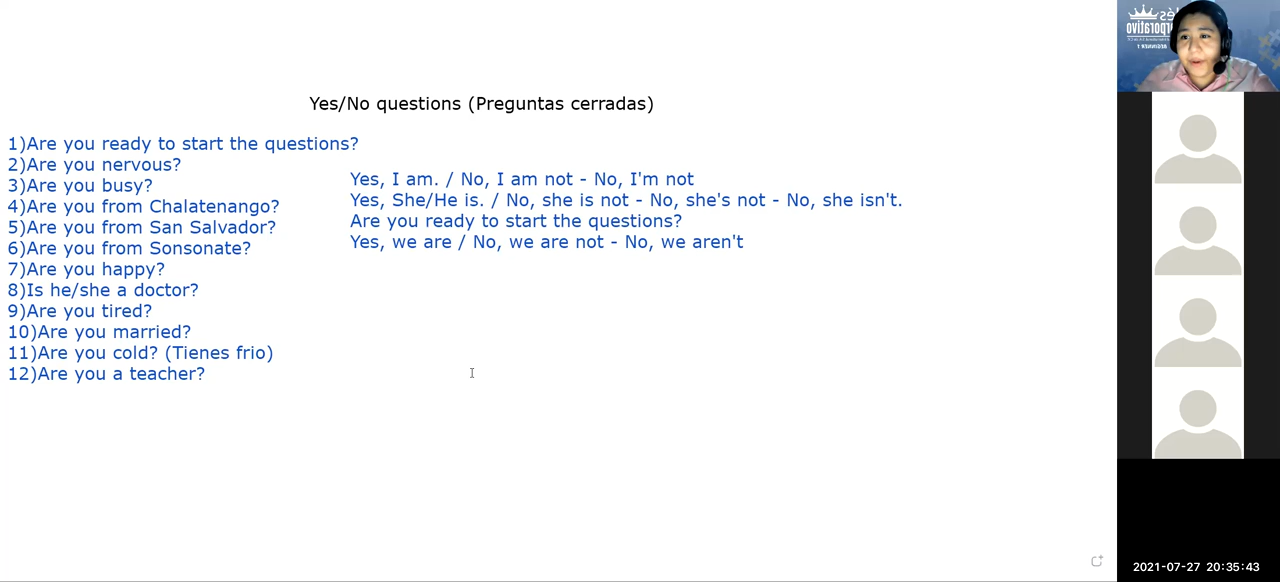 Yes/No questions (Preguntas cerradas)
1)Are you ready to start the questions?
2)Are you nervous?
3)Are you busy?
4)Are you from Chalatenango?
5)Are you from San Salvador?
6)Are you from Sonsonate?
7)Are you happy?
8)Is he/she a doctor?
9)Are you tired?
10)Are you married?
11)Are you cold? (Tienes frio)
12)Are you a teacher?
Yes, I am. / No, I am not - No, I'm not
Yes, She/He is. / No, she is not - No, she's not - No, she isn't.
Are you ready to start the questions?
Yes, we are / No, we are not - No, we aren't
2021-07-27 20:35:43